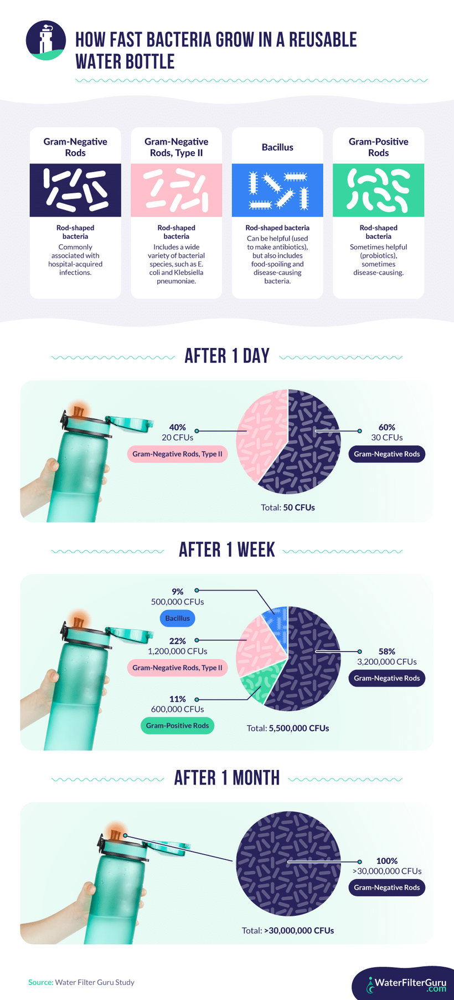 HOW FAST BACTERIA GROW IN A REUSABLE
WATER BOTTLE
Gram-Negative
Rods
Rod-shaped
bacteria
Commonly
associated with
hospital-acquired
infections.
Gram-Negative
Rods, Type II
Rod-shaped
bacteria
Includes a wide
variety of bacterial
species, such as E.
coli and Klebsiella
pneumoniae.
Bacillus
Rod-shaped bacteria
Can be helpful (used
to make antibiotics),
but also includes
food-spoiling and
disease-causing
bacteria.
Gram-Positive
Rods
Rod-shaped
bacteria
Sometimes helpful
(probiotics),
sometimes
disease-causing.
AFTER 1 DAY
40%
20 CFUs
Gram-Negative Rods, Type II
60%
30 CFUs
Gram-Negative Rods
Total: 50 CFUs
AFTER 1 WEEK
9%
500,000 CFUs
Bacillus
22%
1,200,000 CFUs
Gram-Negative Rods, Type II
11%
600,000 CFUs
Gram-Positive Rods
58%
3,200,000 CFUs
Gram-Negative Rods
Total: 5,500,000 CFUs
AFTER 1 MONTH
100%
>30,000,000 CFUs
Gram-Negative Rods
Total: >30,000,000 CFUs
Source: Water Filter Guru Study
WaterFilterGuru
.com